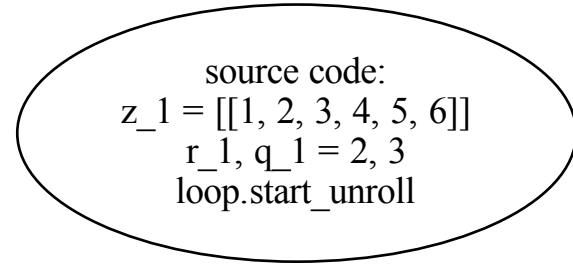 source code:
z_1 = [[1, 2, 3, 4, 5, 6]]
r_1, q_1 = 2, 3
loop.start_unroll